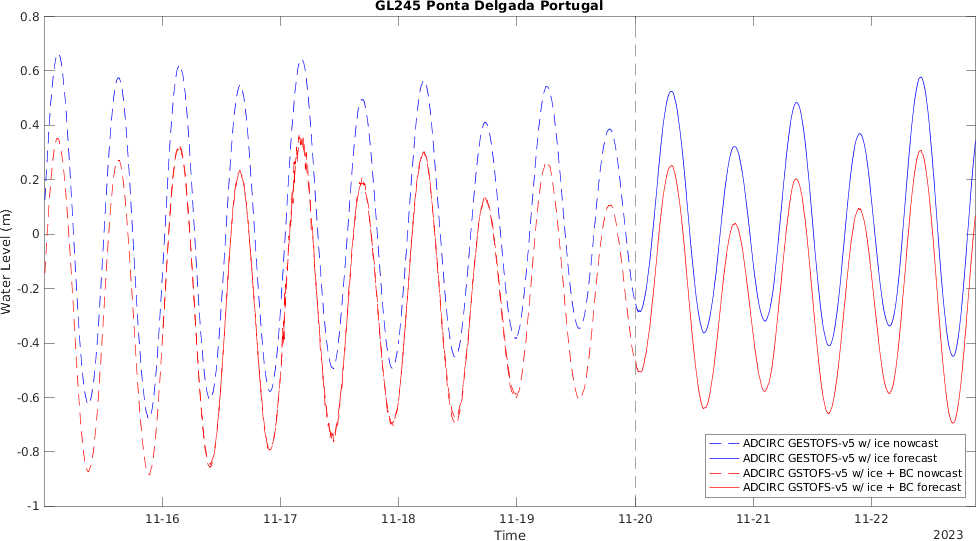 GL245 Ponta Delgada Portugal
0.8
0.6
0.4
0.2
0
-0.2
-0.4
-0.6
-0.8
-1
Water Level (m)
11-16
11-17
11-18
11-19
11-20
11-21
11-22
Time
2023
ADCIRC GESTOFS-v5 w/ ice nowcast
ADCIRC GESTOFS-v5 w/ ice forecast
ADCIRC GSTOFS-v5 w/ ice + BC nowcast
ADCIRC GSTOFS-v5 w/ ice + BC forecast